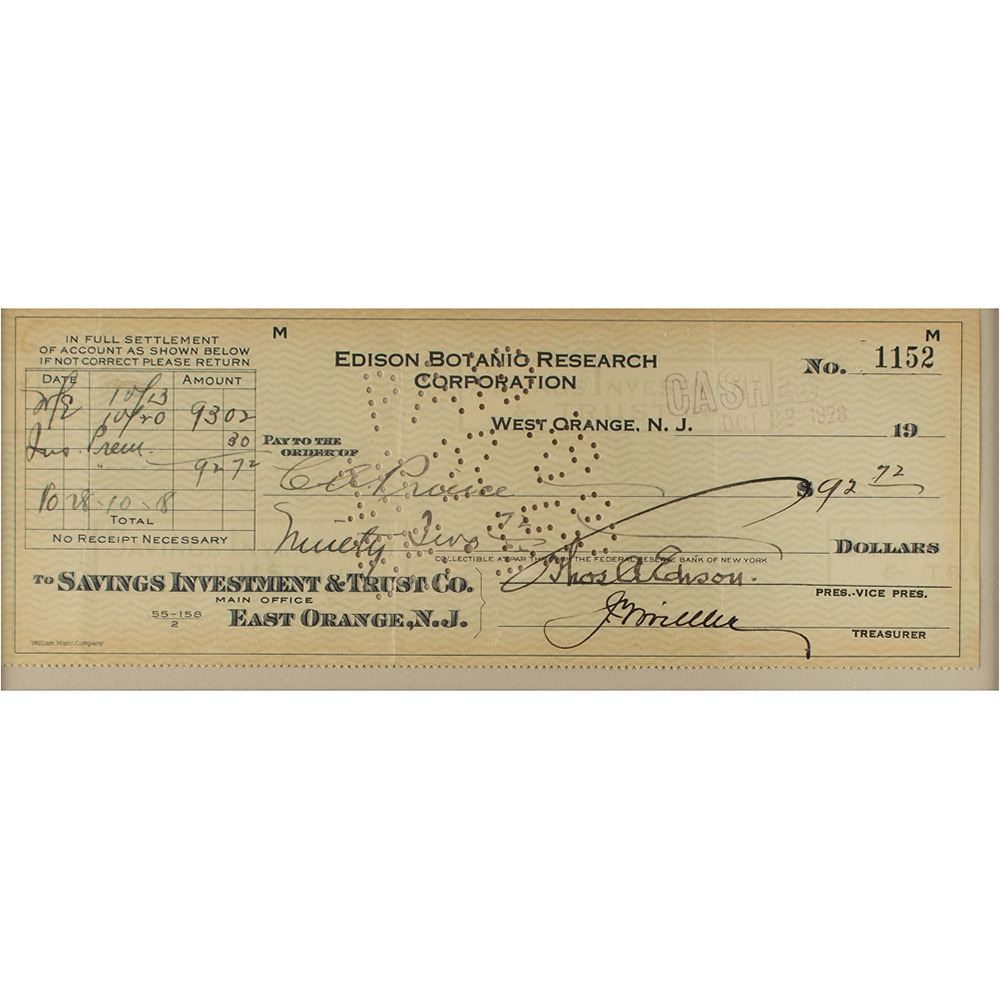 IN FULL SETTLEMENT
OF ACCOUNT AS SHOWN BELOW
IF NOT CORRECT PLEASE RETURN
DATE AMOUNT
W/E 10/13
10/20 93 02
Ins. Prem. 30
" 92 72
TOTAL
NO RECEIPT NECESSARY
M
M
EDISON BOTANIC RESEARCH
CORPORATION
No. 1152
CASH
OCT 1928
WEST ORANGE, N. J. 19
PAY TO THE
ORDER OF
C A Prince $92 72
Ninety Two 72
DOLLARS
COLLECTIBLE AT PAR THROUGH THE FEDERAL RESERVE BANK OF NEW YORK
TO SAVINGS INVESTMENT & TRUST CO.
MAIN OFFICE
55-158
2
EAST ORANGE, N.J.
Thos A Edison.
PRES.-VICE PRES.
TREASURER
William Mann Company